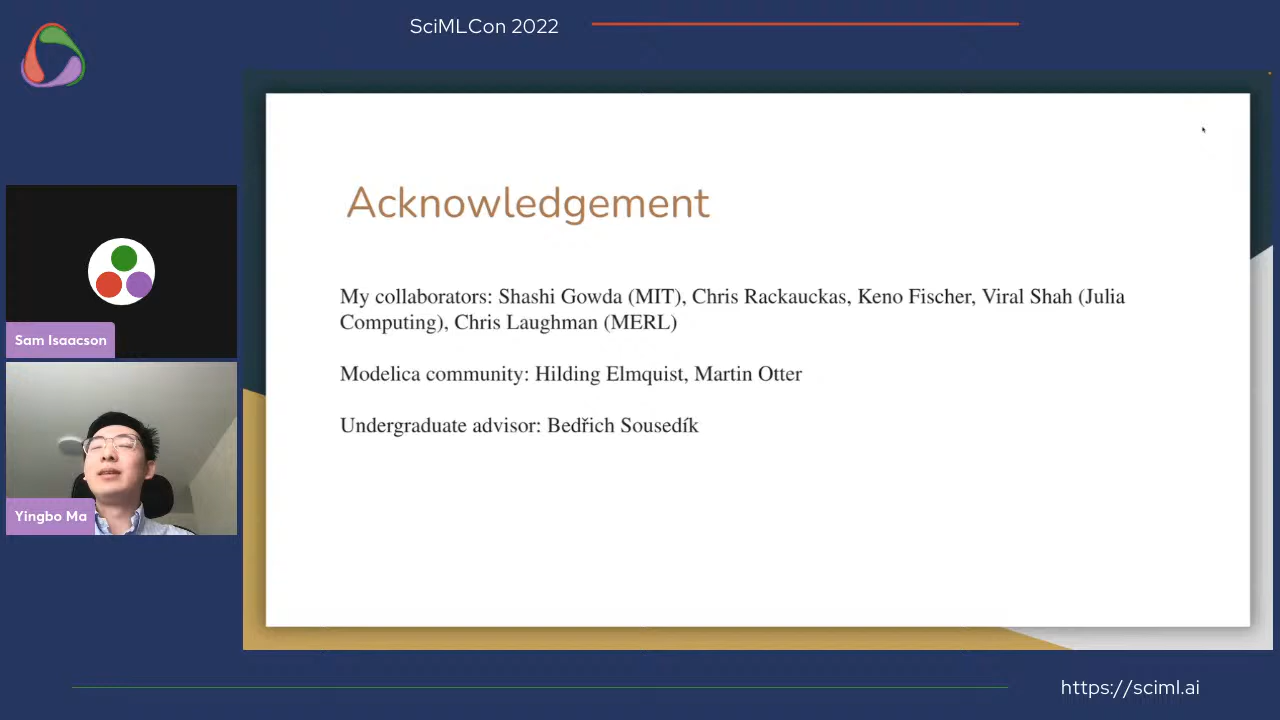 SciMLCon 2022
Acknowledgement
My collaborators: Shashi Gowda (MIT), Chris Rackauckas, Keno Fischer, Viral Shah (Julia
Computing), Chris Laughman (MERL)
Modelica community: Hilding Elmquist, Martin Otter
Undergraduate advisor: Bedřich Sousedík
Sam Isaacson
Yingbo Ma
https://sciml.ai